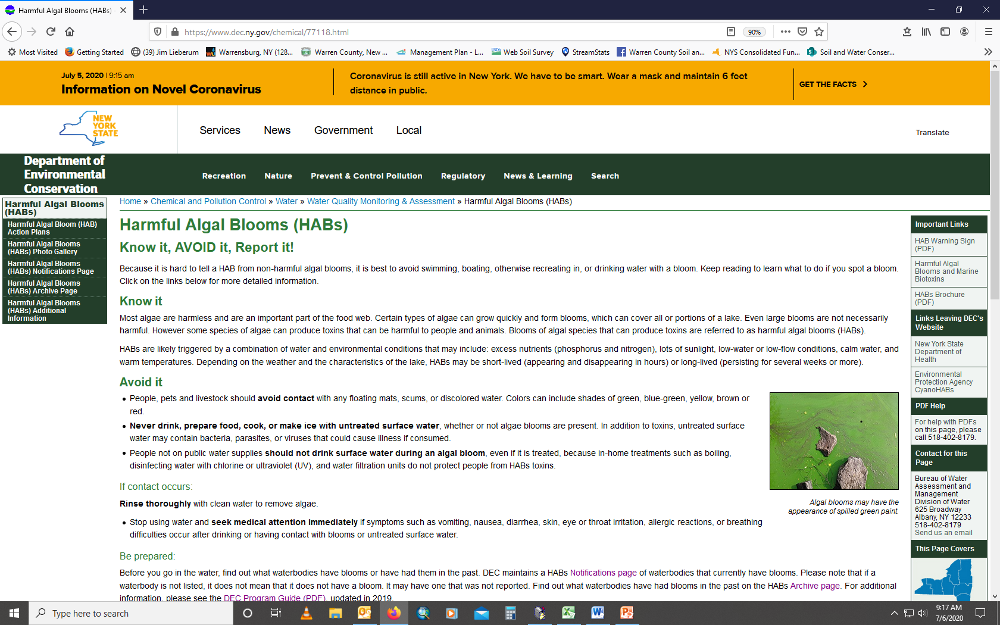 Harmful Algal Blooms (HABs) -
https://www.dec.ny.gov/chemical/77118.html
90%
Most Visited
Getting Started
(39) Jim Lieberum
Warrensburg, NY (128...
Warren County, New ...
Management Plan - L...
Web Soil Survey
StreamStats
Warren County Soil an...
NYS Consolidated Fun...
Soil and Water Conser...
July 5, 2020 | 9:15 am
Information on Novel Coronavirus
Coronavirus is still active in New York. We have to be smart. Wear a mask and maintain 6 feet
distance in public.
GET THE FACTS
NEW
YORK
STATE
Services
News
Government
Local
Translate
Department of
Environmental
Conservation
Recreation
Nature
Prevent & Control Pollution
Regulatory
News & Learning
Search
Harmful Algal Blooms
(HABs)
Harmful Algal Bloom (HAB)
Action Plans
Harmful Algal Blooms
(HABs) Photo Gallery
Harmful Algal Blooms
(HABs) Notifications Page
Harmful Algal Blooms
(HABs) Archive Page
Harmful Algal Blooms
(HABs) Additional
Information
Home » Chemical and Pollution Control » Water » Water Quality Monitoring & Assessment » Harmful Algal Blooms (HABs)
Harmful Algal Blooms (HABs)
Know it, AVOID it, Report it!
Because it is hard to tell a HAB from non-harmful algal blooms, it is best to avoid swimming, boating, otherwise recreating in, or drinking water with a bloom. Keep reading to learn what to do if you spot a bloom.
Click on the links below for more detailed information.
Know it
Most algae are harmless and are an important part of the food web. Certain types of algae can grow quickly and form blooms, which can cover all or portions of a lake. Even large blooms are not necessarily
harmful. However some species of algae can produce toxins that can be harmful to people and animals. Blooms of algal species that can produce toxins are referred to as harmful algal blooms (HABs).
HABs are likely triggered by a combination of water and environmental conditions that may include: excess nutrients (phosphorus and nitrogen), lots of sunlight, low-water or low-flow conditions, calm water, and
warm temperatures. Depending on the weather and the characteristics of the lake, HABs may be short-lived (appearing and disappearing in hours) or long-lived (persisting for several weeks or more).
Avoid it
• People, pets and livestock should avoid contact with any floating mats, scums, or discolored water. Colors can include shades of green, blue-green, yellow, brown or
red.
• Never drink, prepare food, cook, or make ice with untreated surface water, whether or not algae blooms are present. In addition to toxins, untreated surface
water may contain bacteria, parasites, or viruses that could cause illness if consumed.
• People not on public water supplies should not drink surface water during an algal bloom, even if it is treated, because in-home treatments such as boiling,
disinfecting water with chlorine or ultraviolet (UV), and water filtration units do not protect people from HABs toxins.
Algal blooms may have the
appearance of spilled green paint.
If contact occurs:
Rinse thoroughly with clean water to remove algae.
• Stop using water and seek medical attention immediately if symptoms such as vomiting, nausea, diarrhea, skin, eye or throat irritation, allergic reactions, or breathing
difficulties occur after drinking or having contact with blooms or untreated surface water.
Be prepared:
Before you go in the water, find out what waterbodies have blooms or have had them in the past. DEC maintains a HABs Notifications page of waterbodies that currently have blooms. Please note that if a
waterbody is not listed, it does not mean that it does not have a bloom. It may have one that was not reported. Find out what waterbodies have had blooms in the past on the HABs Archive page. For additional
information, please see the DEC Program Guide (PDF), updated in 2019.
Important Links
HAB Warning Sign
(PDF)
Harmful Algal
Blooms and Marine
Biotoxins
HABs Brochure
(PDF)
Links Leaving DEC's
Website
New York State
Department of
Health
Environmental
Protection Agency
CyanoHABs
PDF Help
For help with PDFs
on this page, please
call 518-402-8179.
Contact for this
Page
Bureau of Water
Assessment and
Management
Division of Water
625 Broadway
Albany, NY 12233
518-402-8179
Send us an email
This Page Covers
Type here to search
9:17 AM
7/6/2020